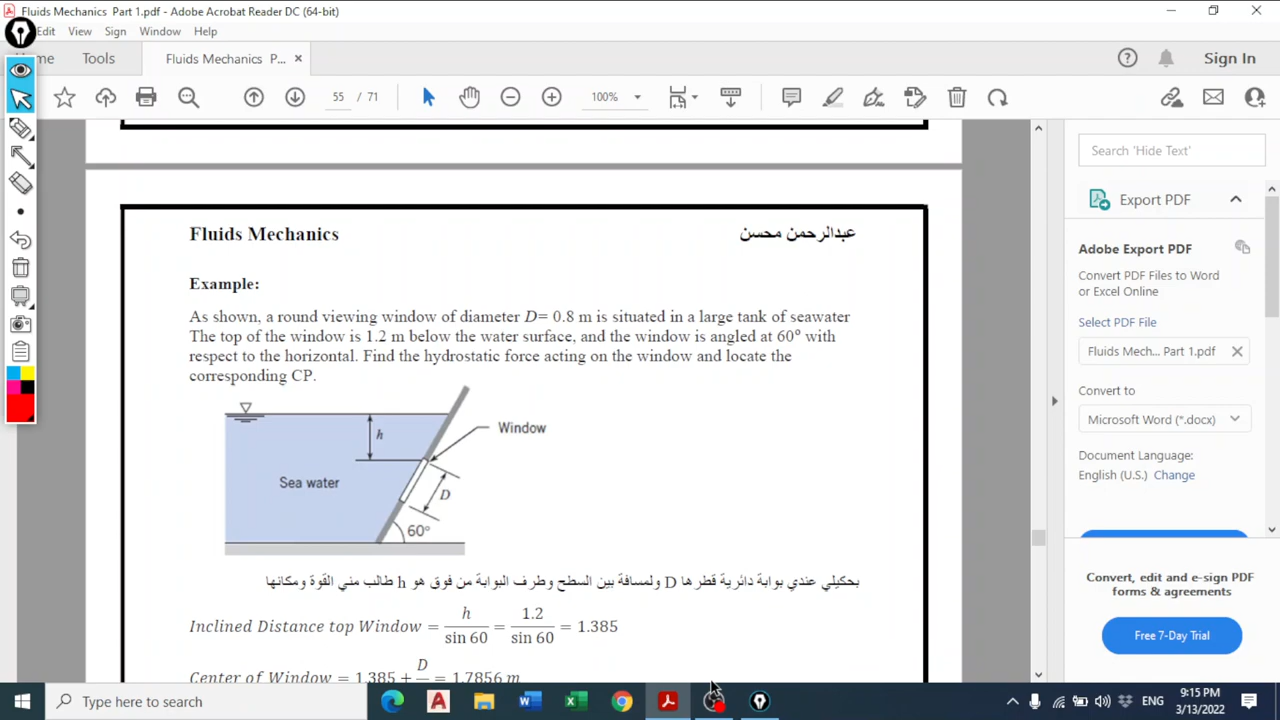 Fluids Mechanics Part 1.pdf - Adobe Acrobat Reader DC (64-bit)
Edit View Sign Window Help
Tools
Fluids Mechanics P... ×
Sign In
55 / 71
100%
Search 'Hide Text'
Export PDF
Adobe Export PDF
Convert PDF Files to Word
or Excel Online
Select PDF File
Fluids Mech... Part 1.pdf
Convert to
Microsoft Word (*.docx)
Document Language:
English (U.S.) Change
Convert, edit and e-sign PDF
forms & agreements
Free 7-Day Trial
Fluids Mechanics
عبدالرحمن محسن
Example:
As shown, a round viewing window of diameter D= 0.8 m is situated in a large tank of seawater
The top of the window is 1.2 m below the water surface, and the window is angled at 60° with
respect to the horizontal. Find the hydrostatic force acting on the window and locate the
corresponding CP.
h
Window
Sea water
D
60°
بحكيلي عندي بوابة دائرية قطرها D ولمسافة بين السطح وطرف البوابة من فوق هو h طالب مني القوة ومكانها
Inclined Distance top Window = h / sin 60 = 1.2 / sin 60 = 1.385
Center of Window = 1.385 + D / = 1.7856 m
Type here to search
ENG
9:15 PM
3/13/2022